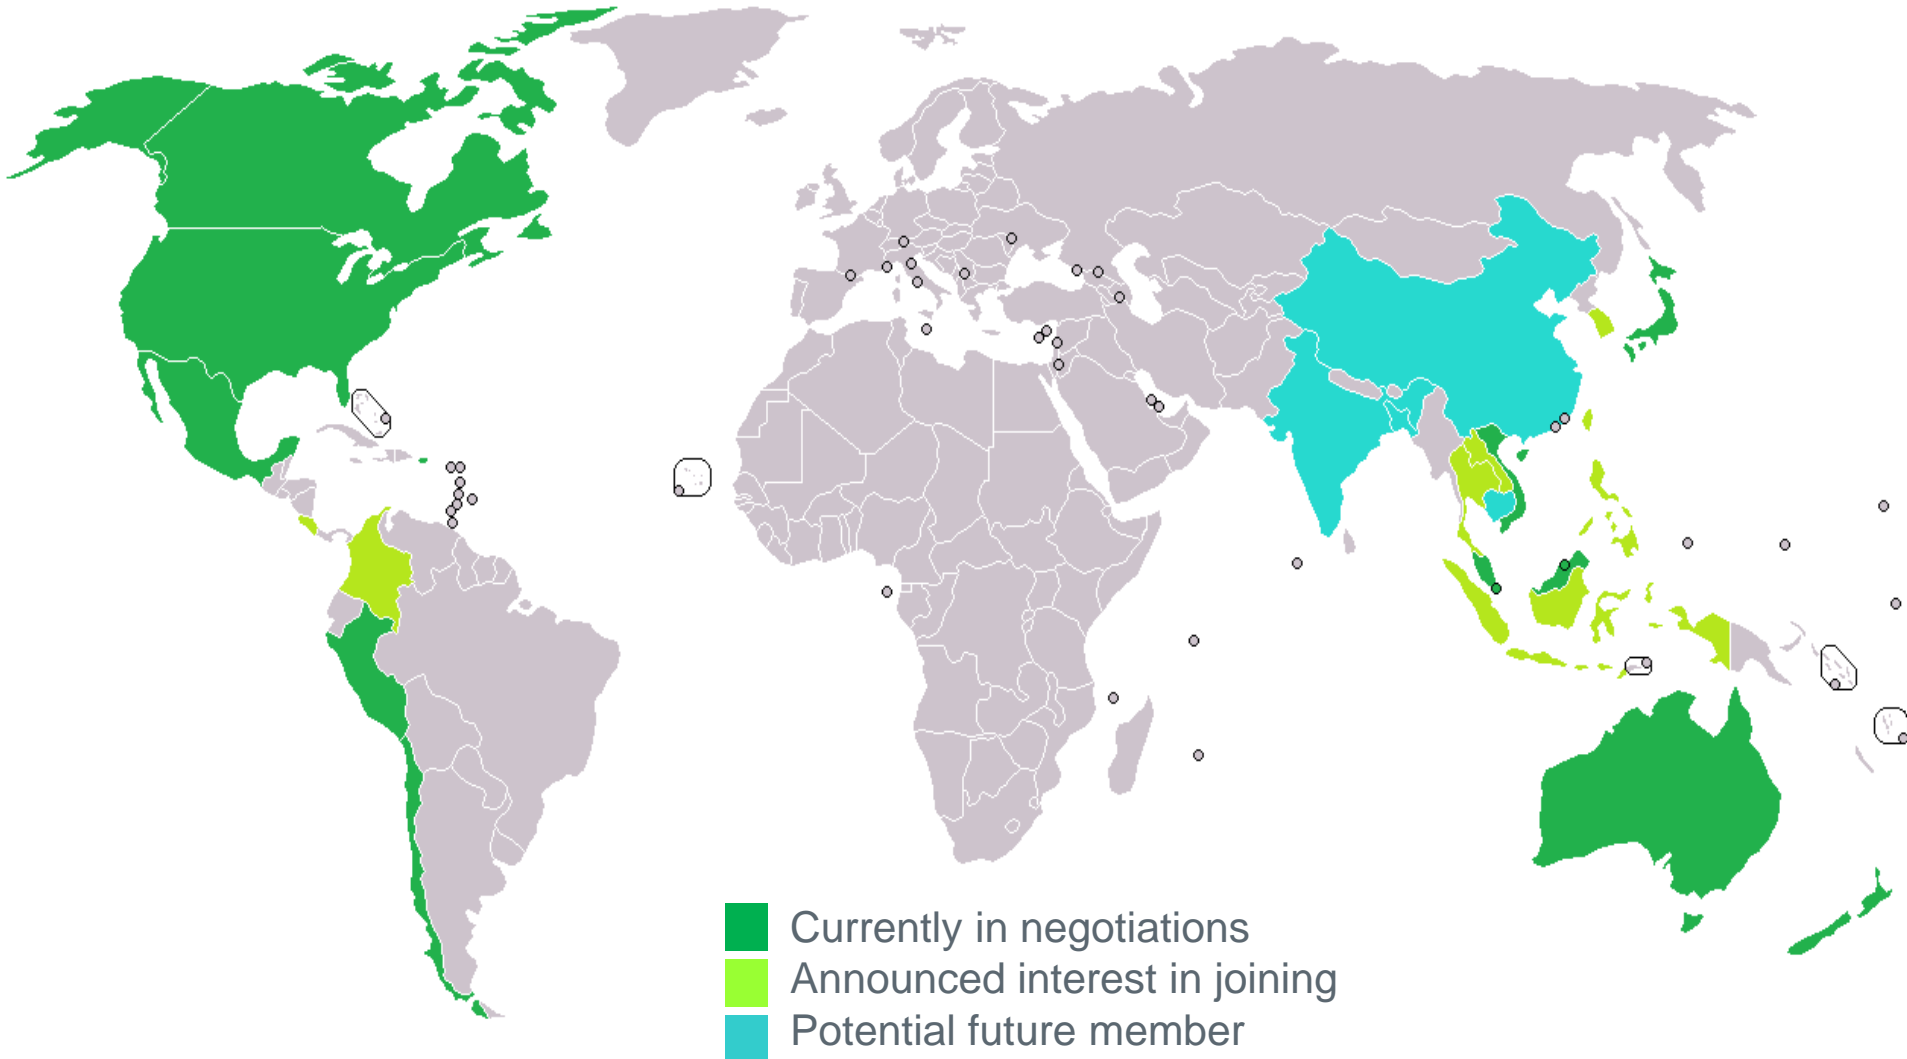 Currently in negotiations
Announced interest in joining
Potential future member